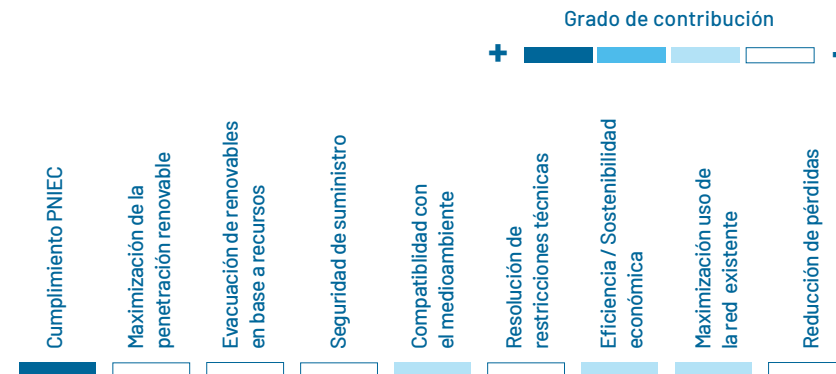 Grado de contribución
+
Cumplimiento PNIEC
Maximización de la
penetración renovable
Evacuación de renovables
en base a recursos
Seguridad de suministro
Compatiblidad con
el medioambiente
Resolución de
restricciones técnicas
Eficiencia / Sostenibilidad
económica
Maximización uso de
la red existente
Reducción de pérdidas